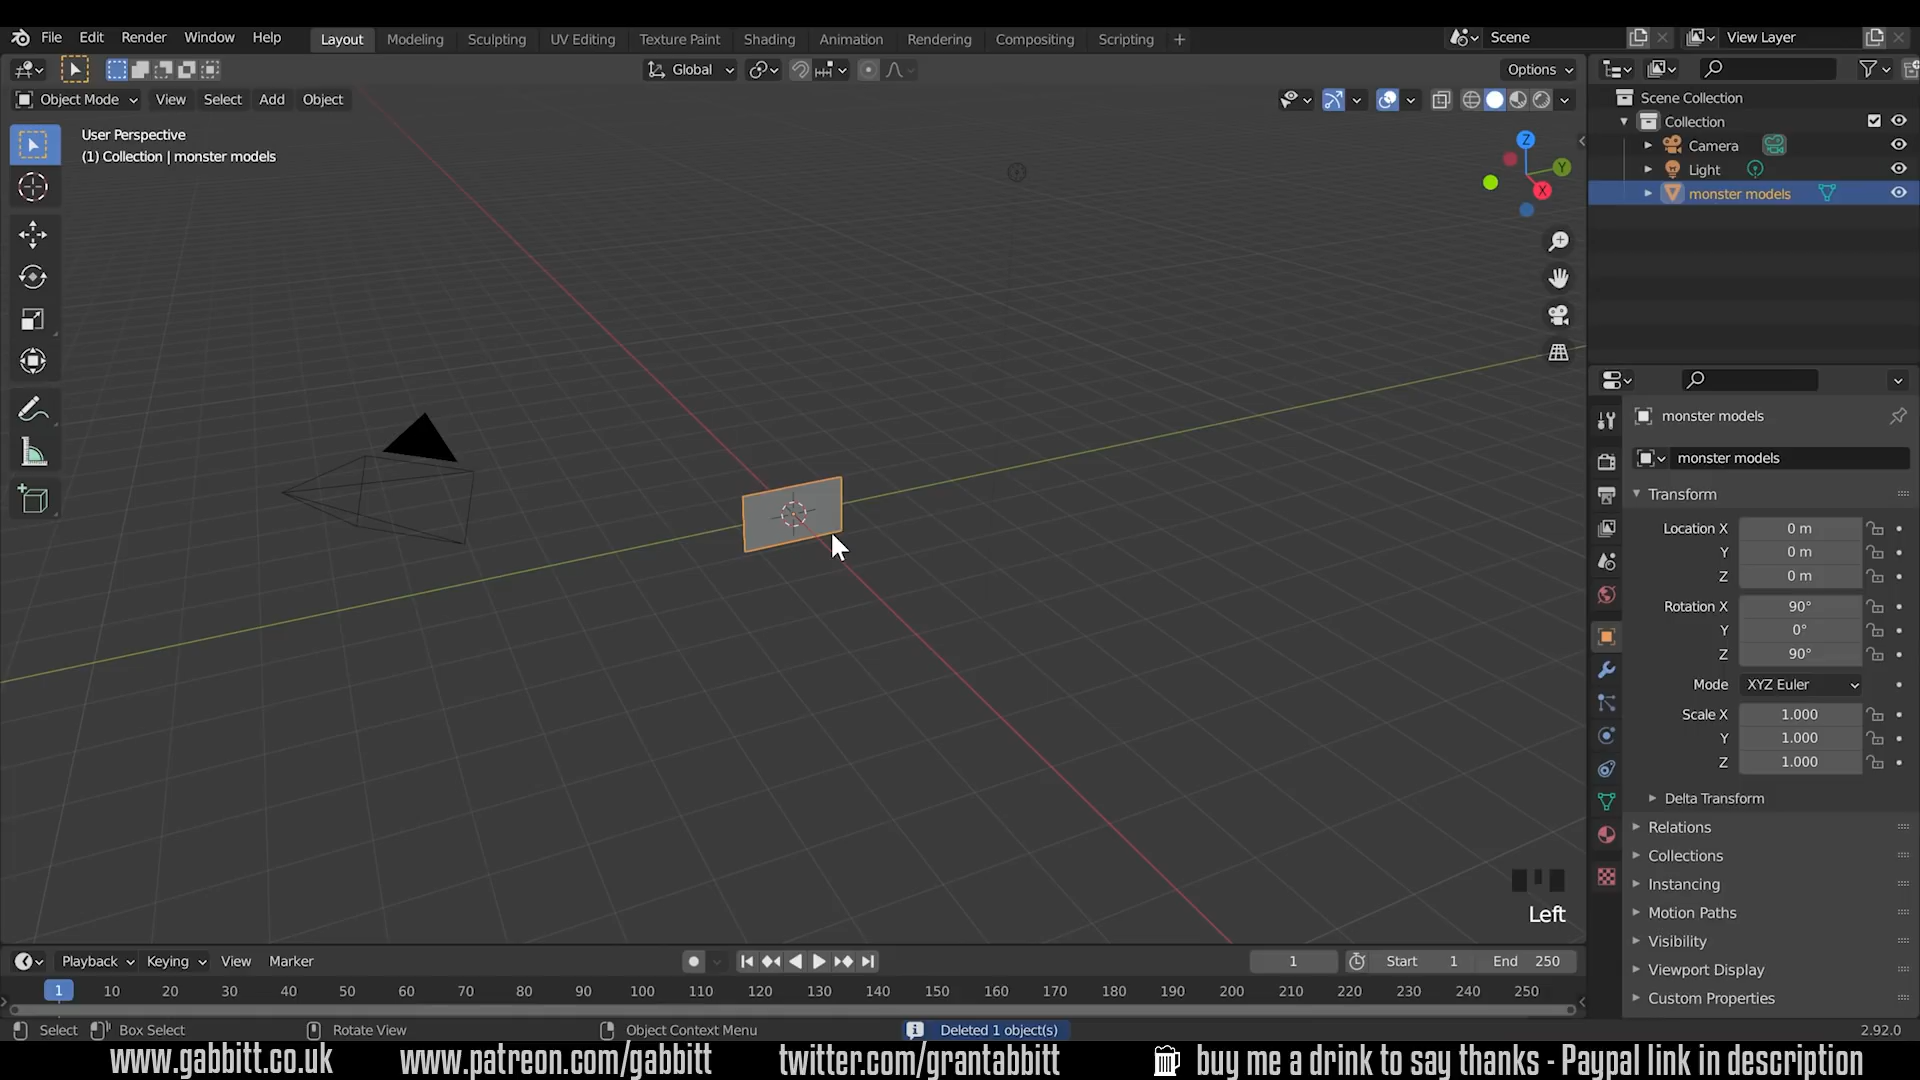 File Edit Render Window Help Layout Modeling Sculpting UV Editing Texture Paint Shading Animation Rendering Compositing Scripting + Scene View Layer
Global Options
Object Mode View Select Add Object
User Perspective
(1) Collection | monster models
Z
Y
X
Scene Collection
Collection
Camera
Light
monster models
monster models
monster models
Transform
Location X 0 m
Y 0 m
Z 0 m
Rotation X 90°
Y 0°
Z 90°
Mode XYZ Euler
Scale X 1.000
Y 1.000
Z 1.000
Delta Transform
Relations
Collections
Instancing
Motion Paths
Visibility
Viewport Display
Custom Properties
Left
Playback Keying View Marker 1 Start 1 End 250
1 10 20 30 40 50 60 70 80 90 100 110 120 130 140 150 160 170 180 190 200 210 220 230 240 250
Select Box Select Rotate View Object Context Menu Deleted 1 object(s) 2.92.0
www.gabbitt.co.uk www.patreon.com/gabbitt twitter.com/grantabbitt buy me a drink to say thanks - Paypal link in description